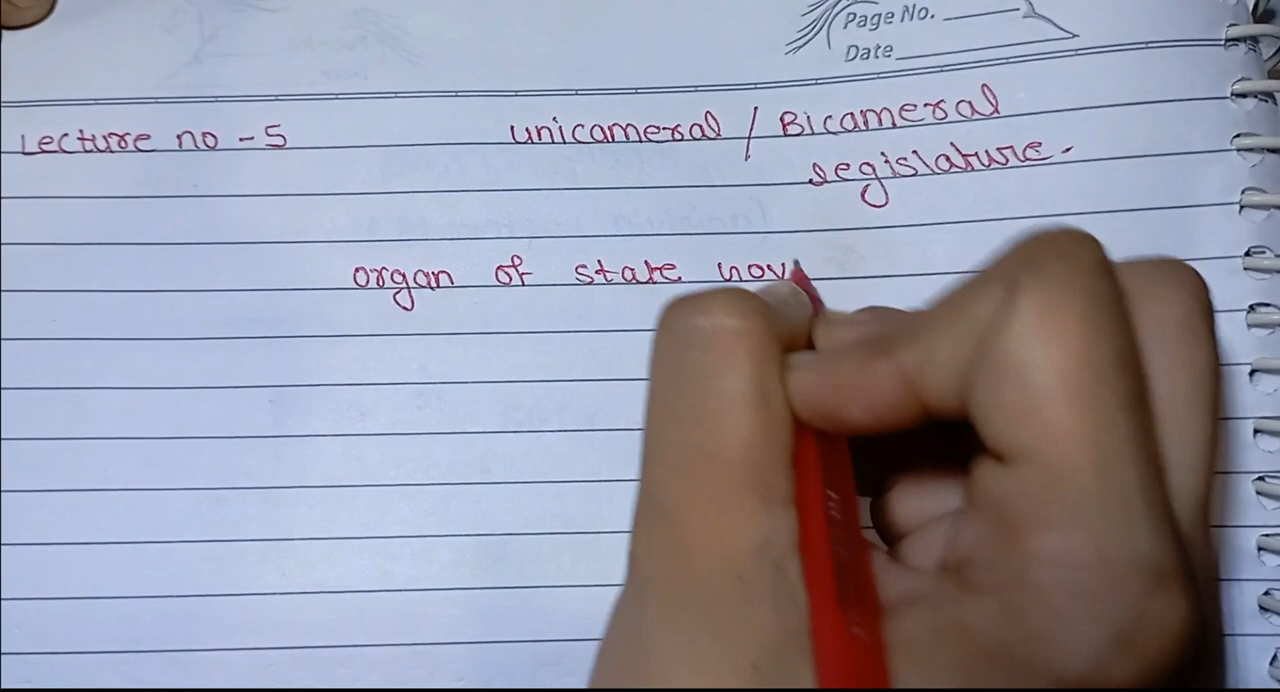 Page No.
Date
Lecture no - 5 unicameral / Bicameral
legislature.
organ of state